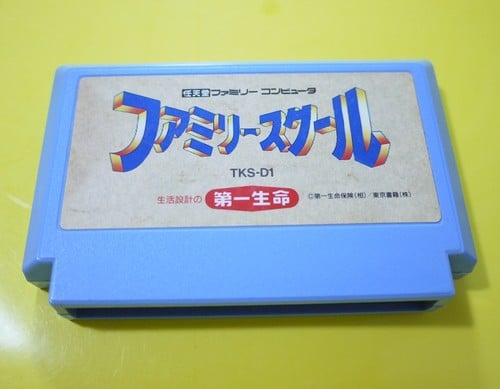 任天堂 ファミリー コンピュータ
ファミリースクール
TKS-D1
生活設計の 第一生命 ©第一生命保険(相)/東京書籍(株)